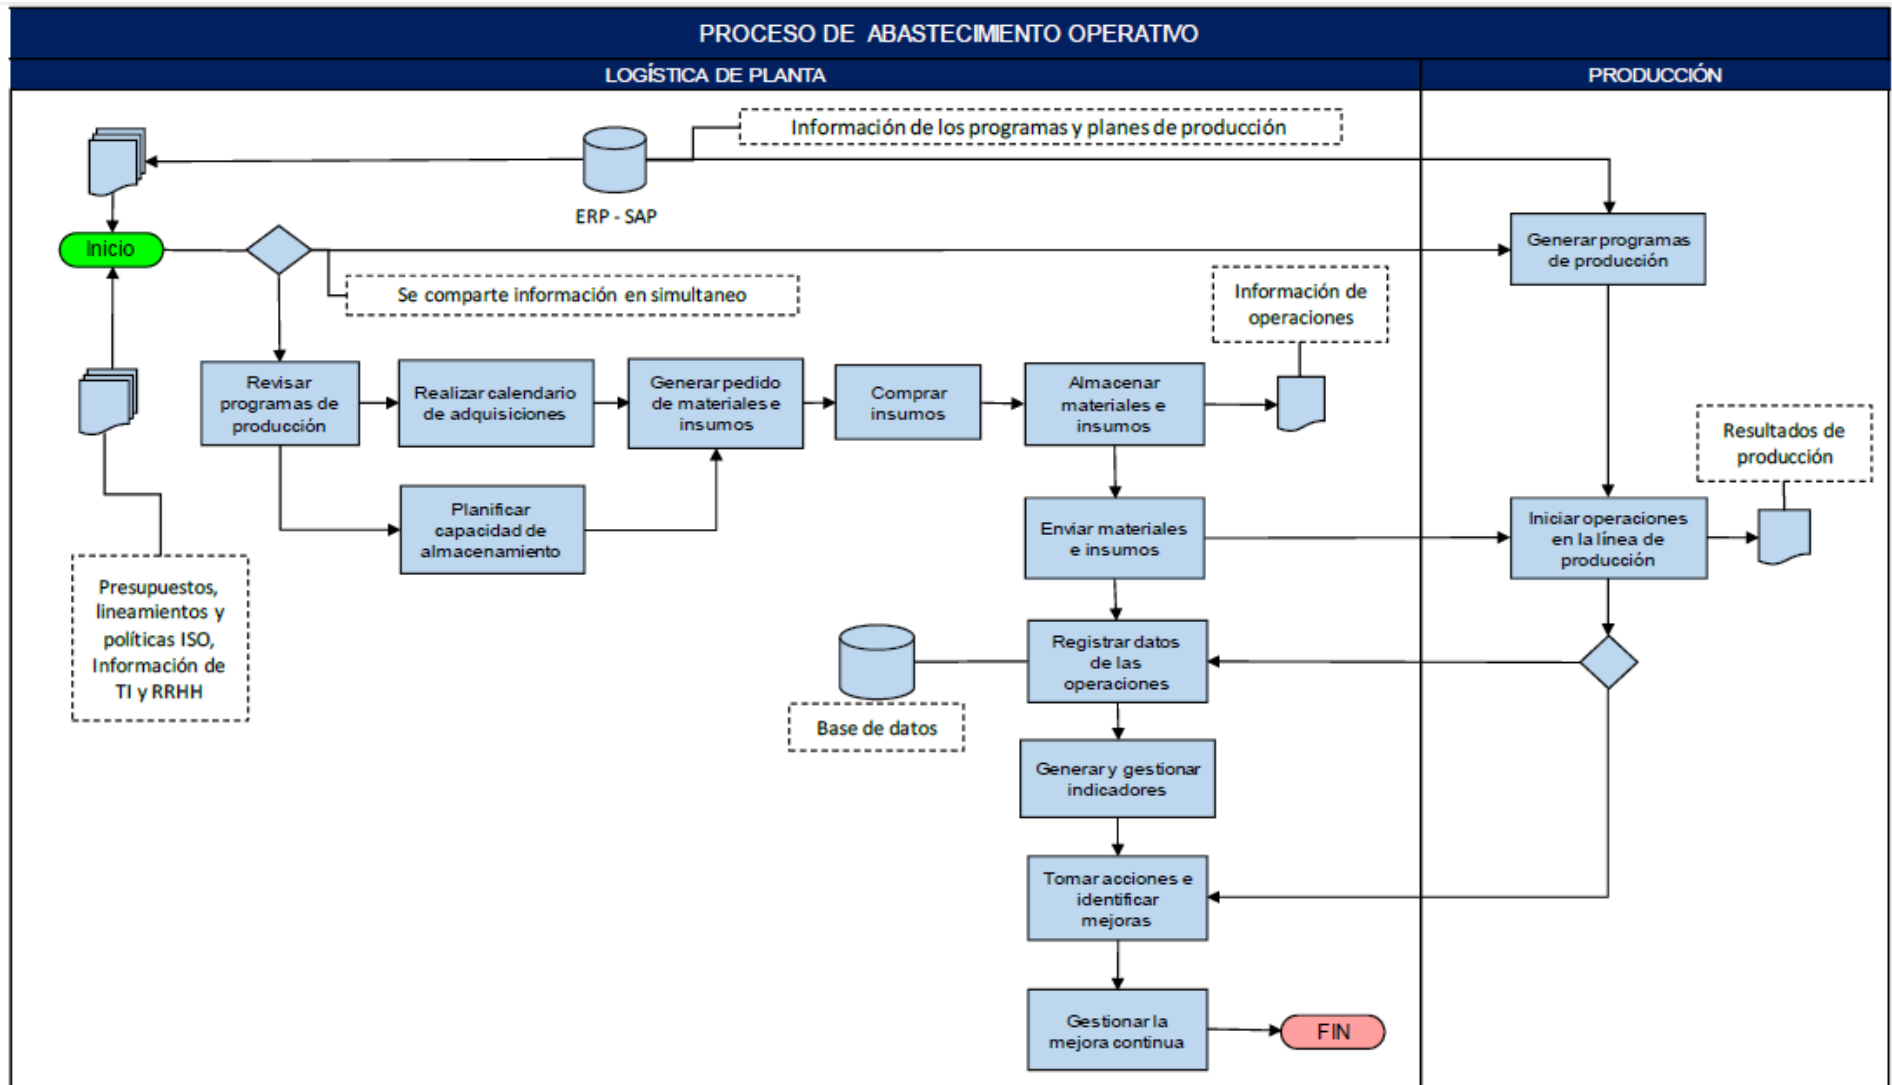 PROCESO DE ABASTECIMIENTO OPERATIVO
LOGÍSTICA DE PLANTA
PRODUCCIÓN
Información de los programas y planes de producción
ERP - SAP
Inicio
Generar programas
de producción
Se comparte información en simultaneo
Información de
operaciones
Revisar
programas de
producción
Realizar calendario
de adquisiciones
Generar pedido
de materiales e
insumos
Comprar
insumos
Almacenar
materiales e
insumos
Resultados de
producción
Planificar
capacidad de
almacenamiento
Enviar materiales
e insumos
Iniciar operaciones
en la línea de
producción
Presupuestos,
lineamientos y
políticas ISO,
Información de
TI y RRHH
Registrar datos
de las
operaciones
Base de datos
Generar y gestionar
indicadores
Tomar acciones e
identificar
mejoras
Gestionar la
mejora continua
FIN